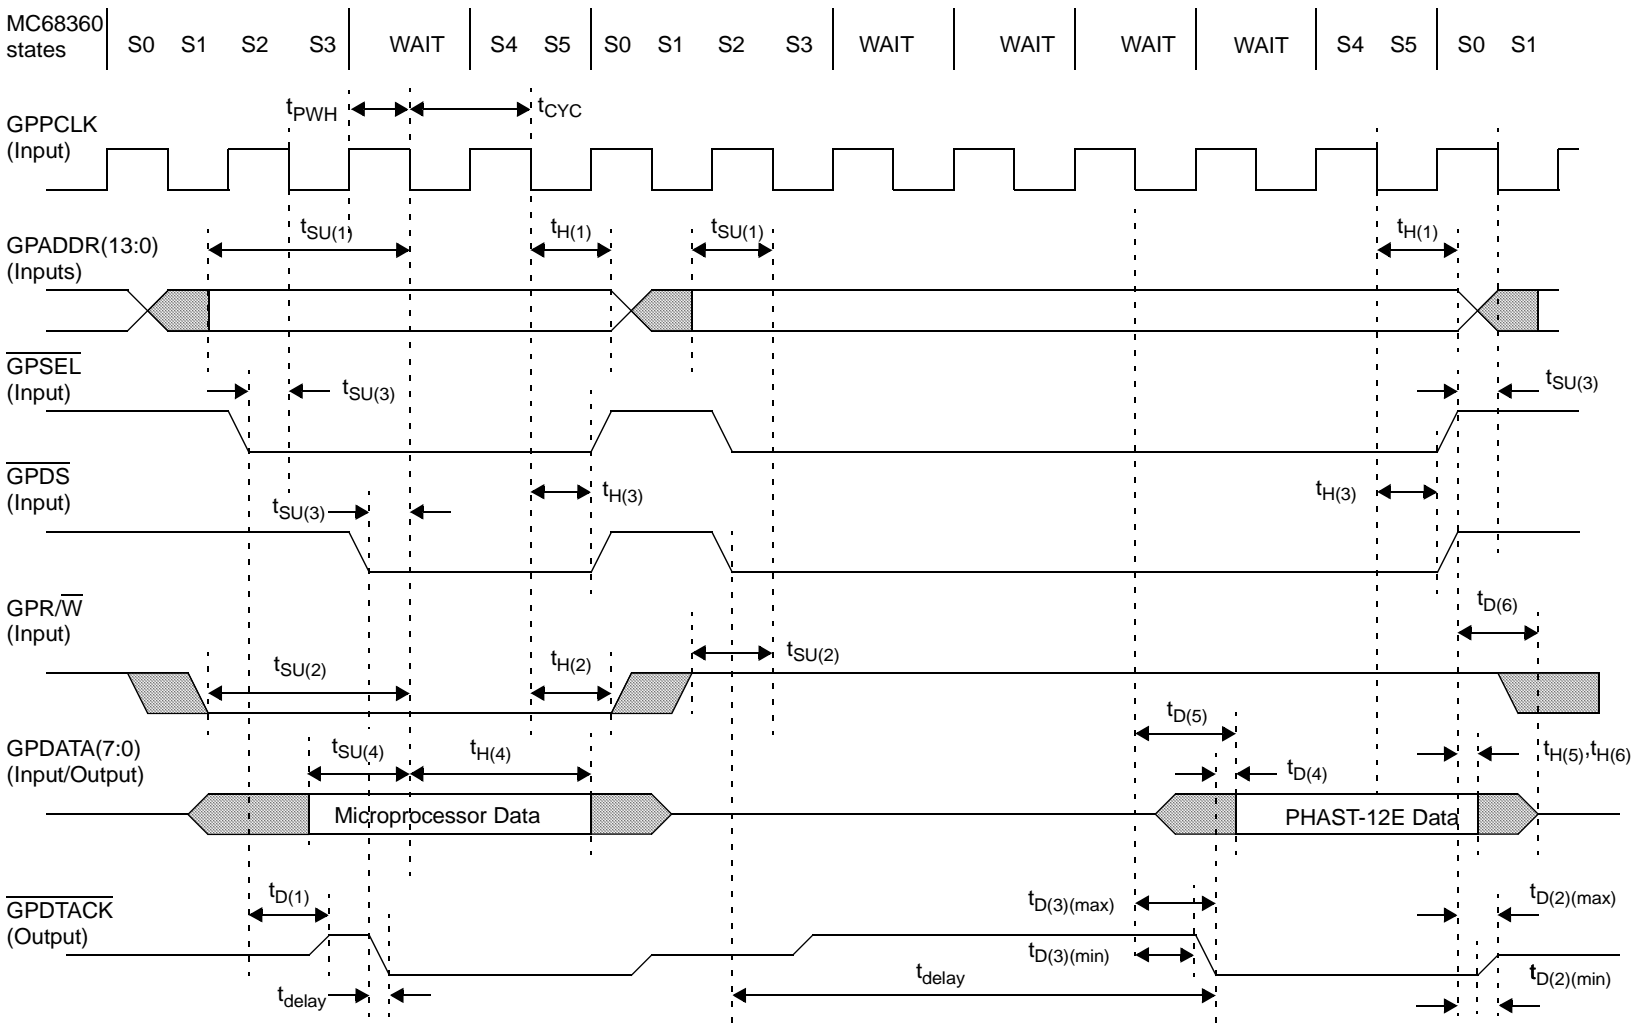 MC68360
states
S0 S1 S2 S3 WAIT S4 S5 S0 S1 S2 S3 WAIT WAIT WAIT WAIT S4 S5 S0 S1
tPWH tCYC
GPPCLK
(Input)
tSU(1) tH(1) tSU(1) tH(1)
GPADDR(13:0)
(Inputs)
GPSEL
(Input)
tSU(3) tSU(3)
GPDS
(Input)
tSU(3) tH(3) tH(3)
GPR/W
(Input)
tD(6)
tSU(2) tH(2) tSU(2)
tD(5)
GPDATA(7:0)
(Input/Output)
tSU(4) tH(4) tD(4) tH(5),tH(6)
Microprocessor Data PHAST-12E Data
GPDTACK
(Output)
tD(1) tD(3)(max) tD(2)(max)
tD(3)(min)
tdelay tdelay tD(2)(min)